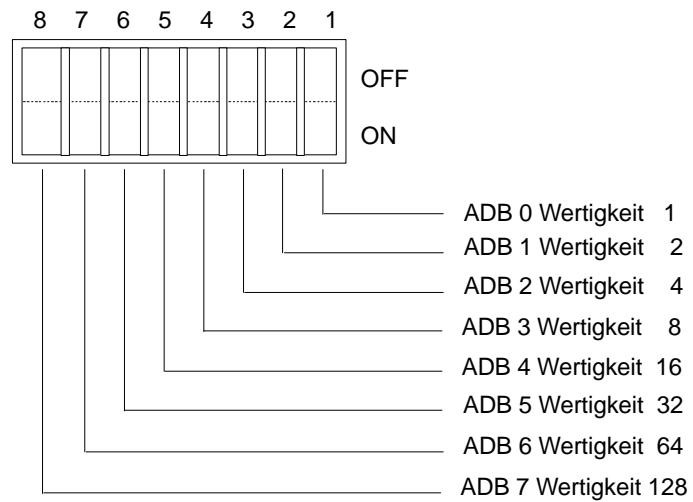 8 7 6 5 4 3 2 1
OFF
ON
ADB 0 Wertigkeit 1
ADB 1 Wertigkeit 2
ADB 2 Wertigkeit 4
ADB 3 Wertigkeit 8
ADB 4 Wertigkeit 16
ADB 5 Wertigkeit 32
ADB 6 Wertigkeit 64
ADB 7 Wertigkeit 128